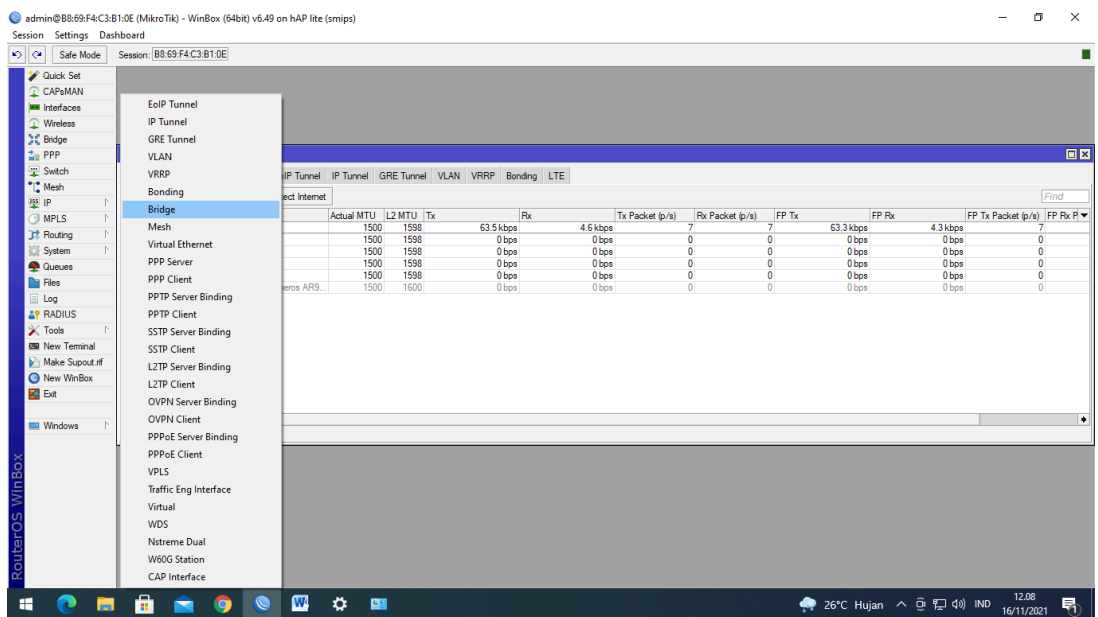 admin@B8:69:F4:C3:B1:0E (MikroTik) - WinBox (64bit) v6.49 on hAP lite (smips)
Session Settings Dashboard
Safe Mode Session: B8:69:F4:C3:B1:0E
Quick Set
CAPsMAN
Interfaces
Wireless
Bridge
PPP
Switch
Mesh
IP
MPLS
Routing
System
Queues
Files
Log
RADIUS
Tools
New Terminal
Make Supout.rif
New WinBox
Exit
Windows
RouterOS WinBox
EoIP Tunnel
IP Tunnel
GRE Tunnel
VLAN
VRRP
Bonding
Bridge
Mesh
Virtual Ethernet
PPP Server
PPP Client
PPTP Server Binding
PPTP Client
SSTP Server Binding
SSTP Client
L2TP Server Binding
L2TP Client
OVPN Server Binding
OVPN Client
PPPoE Server Binding
PPPoE Client
VPLS
Traffic Eng Interface
Virtual
WDS
Nstreme Dual
W60G Station
CAP Interface
IP Tunnel IP Tunnel GRE Tunnel VLAN VRRP Bonding LTE
ect Internet Find
Actual MTU L2 MTU Tx Rx Tx Packet (p/s) Rx Packet (p/s) FP Tx FP Rx FP Tx Packet (p/s) FP Rx P
1500 1598 63.5 kbps 4.6 kbps 7 7 63.3 kbps 4.3 kbps 7
1500 1598 0 bps 0 bps 0 0 0 bps 0 bps 0
1500 1598 0 bps 0 bps 0 0 0 bps 0 bps 0
1500 1598 0 bps 0 bps 0 0 0 bps 0 bps 0
1500 1598 0 bps 0 bps 0 0 0 bps 0 bps 0
heros AR9... 1500 1600 0 bps 0 bps 0 0 0 bps 0 bps 0
26°C Hujan IND 12.08
16/11/2021